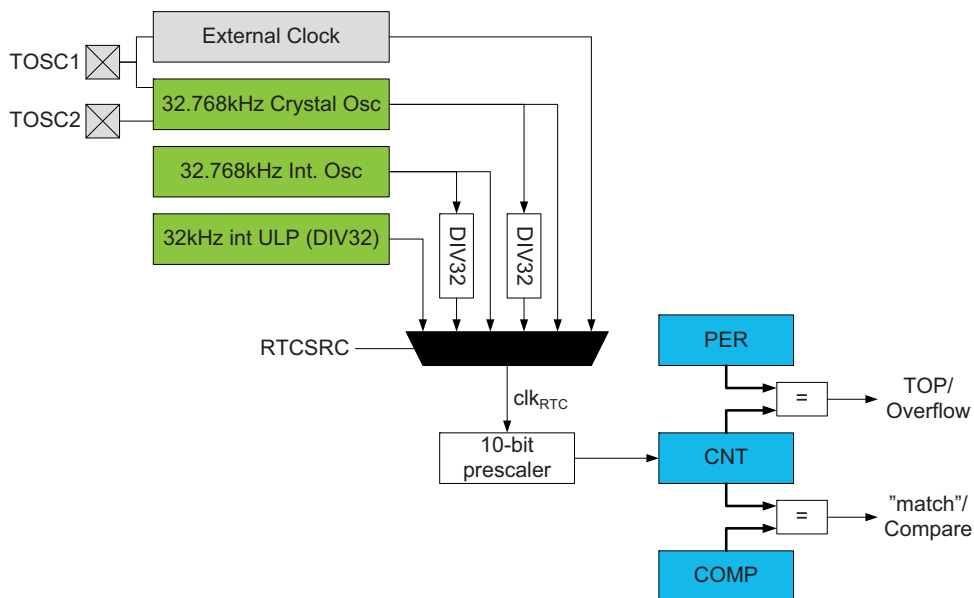 External Clock
TOSC1
32.768kHz Crystal Osc
TOSC2
32.768kHz Int. Osc
32kHz int ULP (DIV32)
DIV32
DIV32
RTCSRC
PER
TOP/
Overflow
=
clkRTC
10-bit
prescaler
CNT
"match"/
Compare
=
COMP